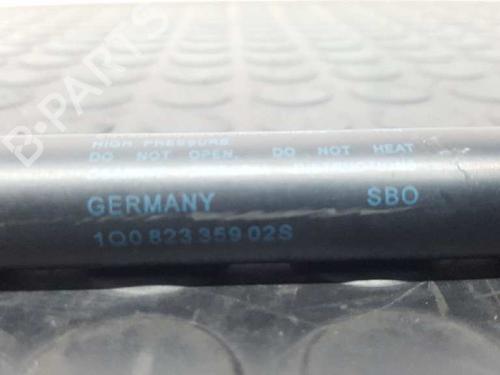 B-PARTS
HIGH PRESSURE
DO NOT OPEN. DO NOT HEAT
GERMANY SBO
1Q0 823 359 02S